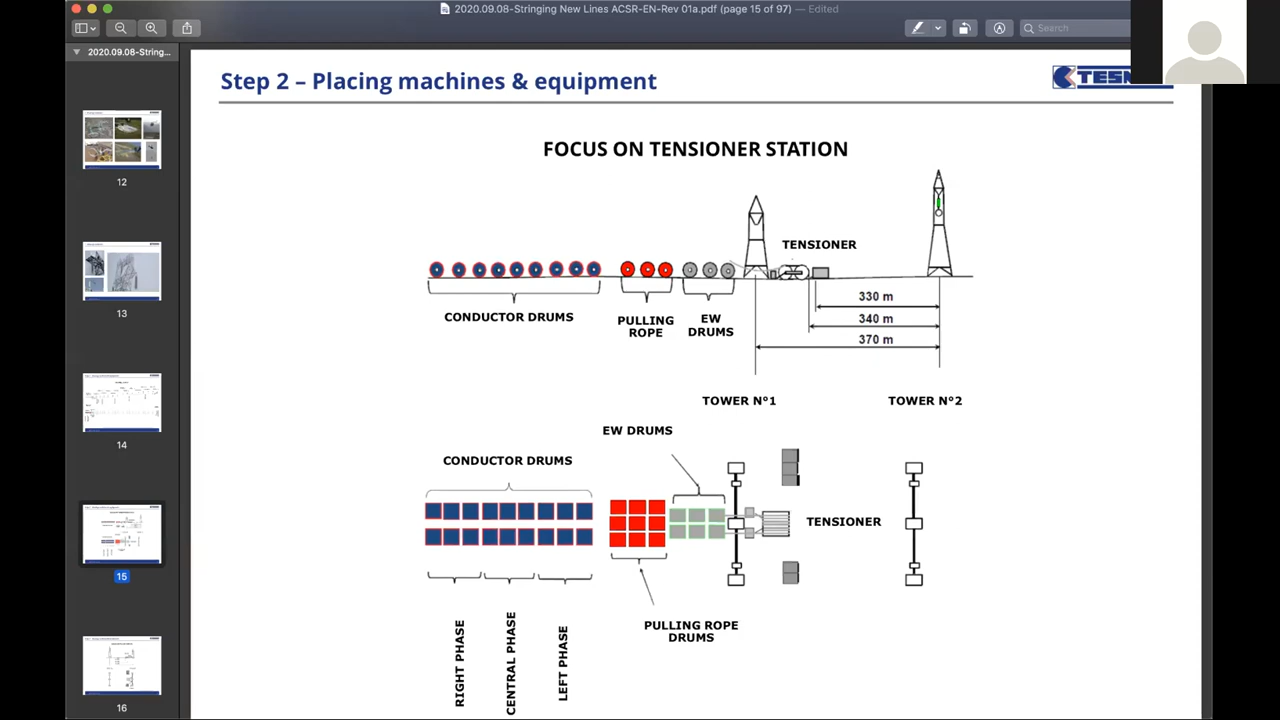 2020.09.08-Stringing New Lines ACSR-EN-Rev 01a.pdf (page 15 of 97) — Edited
Search
2020.09.08-String...
12
13
14
15
16
Step 2 – Placing machines & equipment
FOCUS ON TENSIONER STATION
TENSIONER
CONDUCTOR DRUMS
PULLING
ROPE
EW
DRUMS
330 m
340 m
370 m
TOWER N°1
TOWER N°2
EW DRUMS
CONDUCTOR DRUMS
TENSIONER
PULLING ROPE
DRUMS
RIGHT PHASE
CENTRAL PHASE
LEFT PHASE